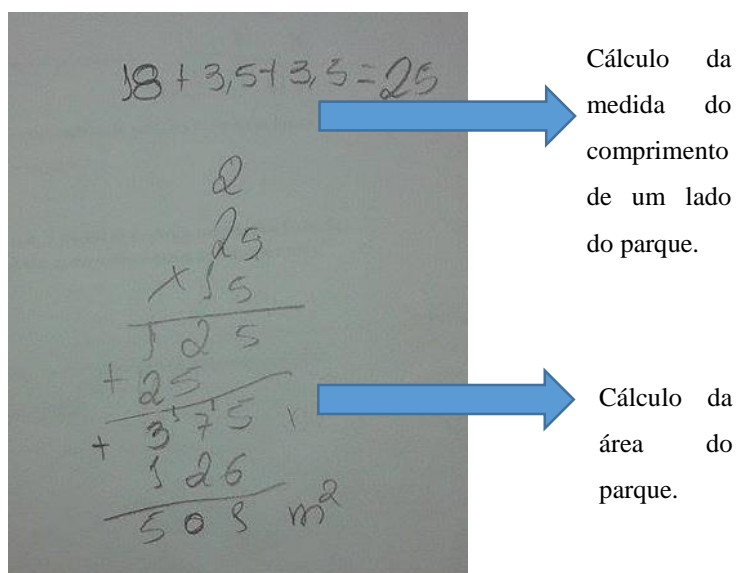 18 + 3,5 + 3,5 = 25
Cálculo da
medida do
comprimento
de um lado
do parque.
2
25
× 15
125
+ 25
+ 3¹7¹5
126
501 m²
Cálculo da
área do
parque.